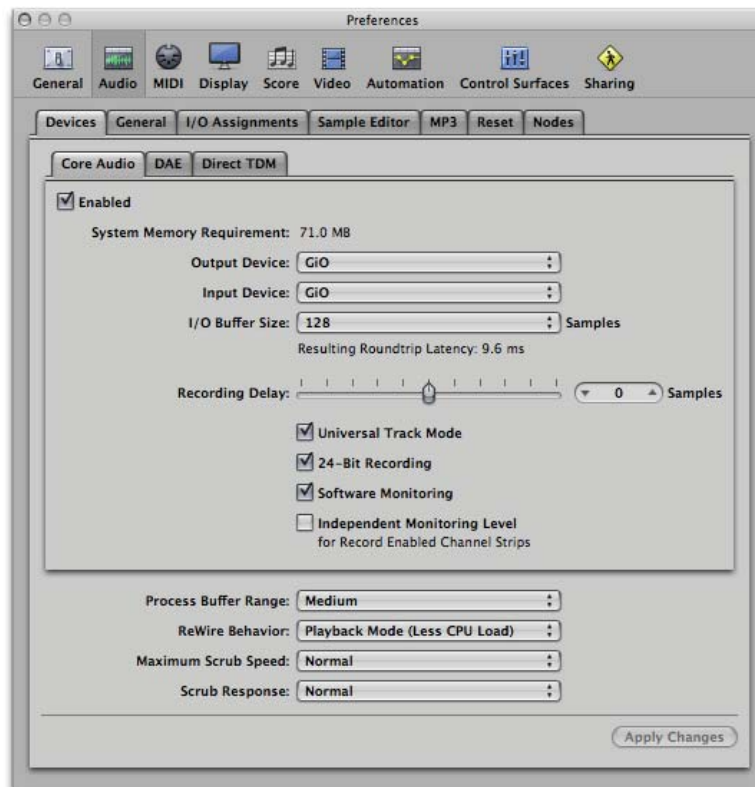 Preferences
General Audio MIDI Display Score Video Automation Control Surfaces Sharing
Devices General I/O Assignments Sample Editor MP3 Reset Nodes
Core Audio DAE Direct TDM
Enabled
System Memory Requirement: 71.0 MB
Output Device: GiO
Input Device: GiO
I/O Buffer Size: 128 Samples
Resulting Roundtrip Latency: 9.6 ms
Recording Delay: 0 Samples
Universal Track Mode
24-Bit Recording
Software Monitoring
Independent Monitoring Level
for Record Enabled Channel Strips
Process Buffer Range: Medium
ReWire Behavior: Playback Mode (Less CPU Load)
Maximum Scrub Speed: Normal
Scrub Response: Normal
Apply Changes